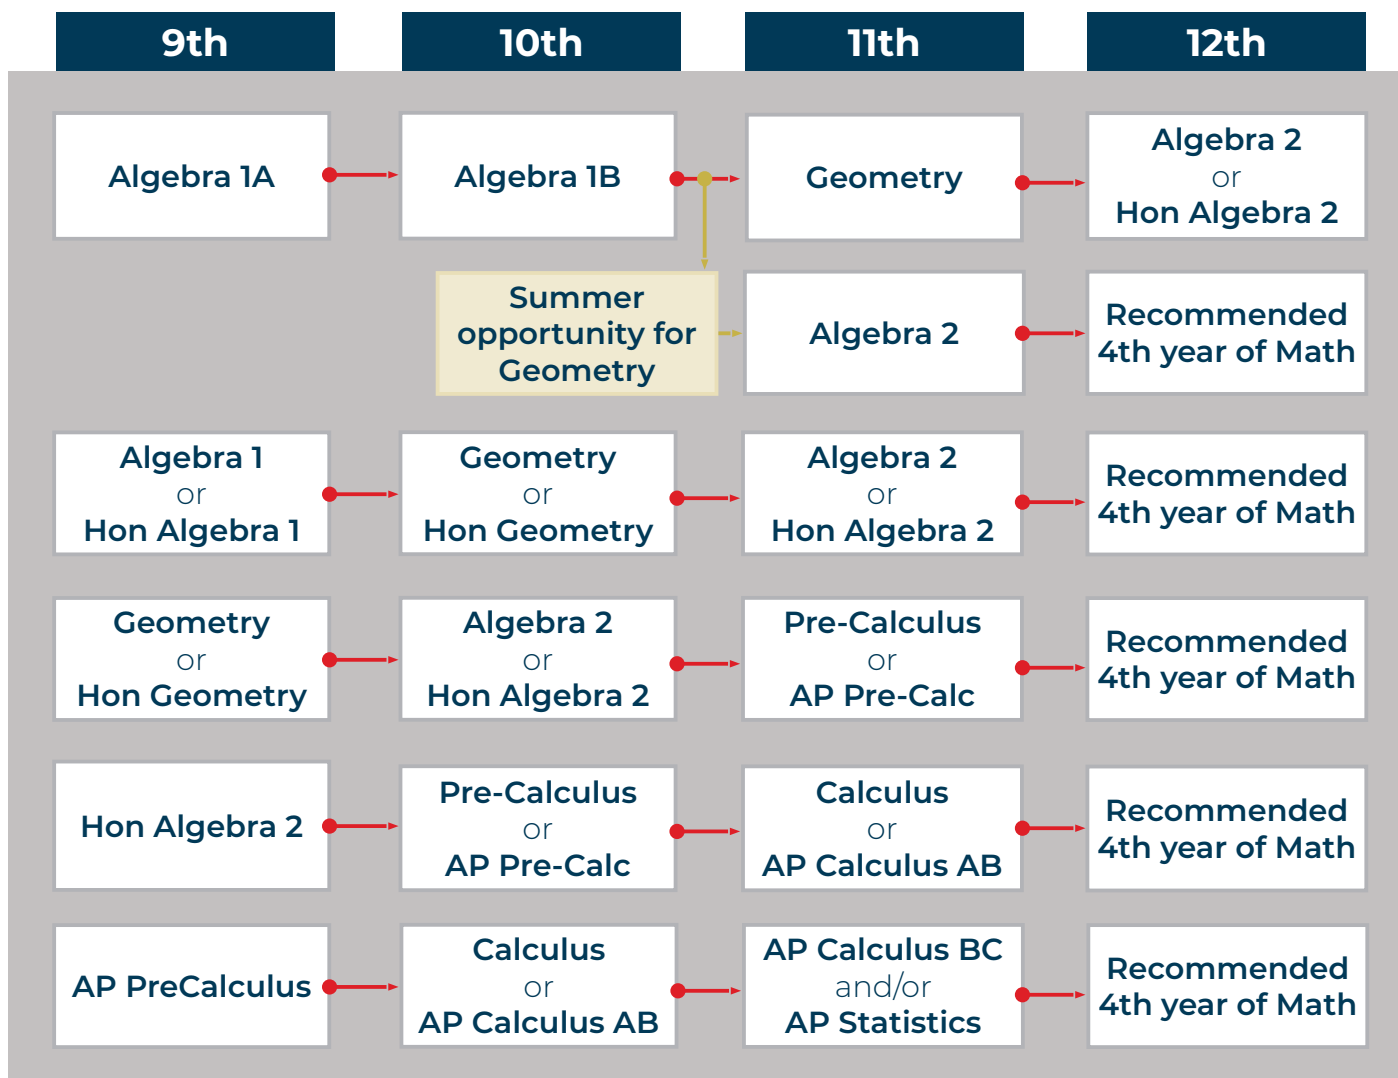 9th
10th
11th
12th
Algebra 1A
Algebra 1B
Geometry
Algebra 2
or
Hon Algebra 2
Summer
opportunity for
Geometry
Algebra 2
Recommended
4th year of Math
Algebra 1
or
Hon Algebra 1
Geometry
or
Hon Geometry
Algebra 2
or
Hon Algebra 2
Recommended
4th year of Math
Geometry
or
Hon Geometry
Algebra 2
or
Hon Algebra 2
Pre-Calculus
or
AP Pre-Calc
Recommended
4th year of Math
Hon Algebra 2
Pre-Calculus
or
AP Pre-Calc
Calculus
or
AP Calculus AB
Recommended
4th year of Math
AP PreCalculus
Calculus
or
AP Calculus AB
AP Calculus BC
and/or
AP Statistics
Recommended
4th year of Math